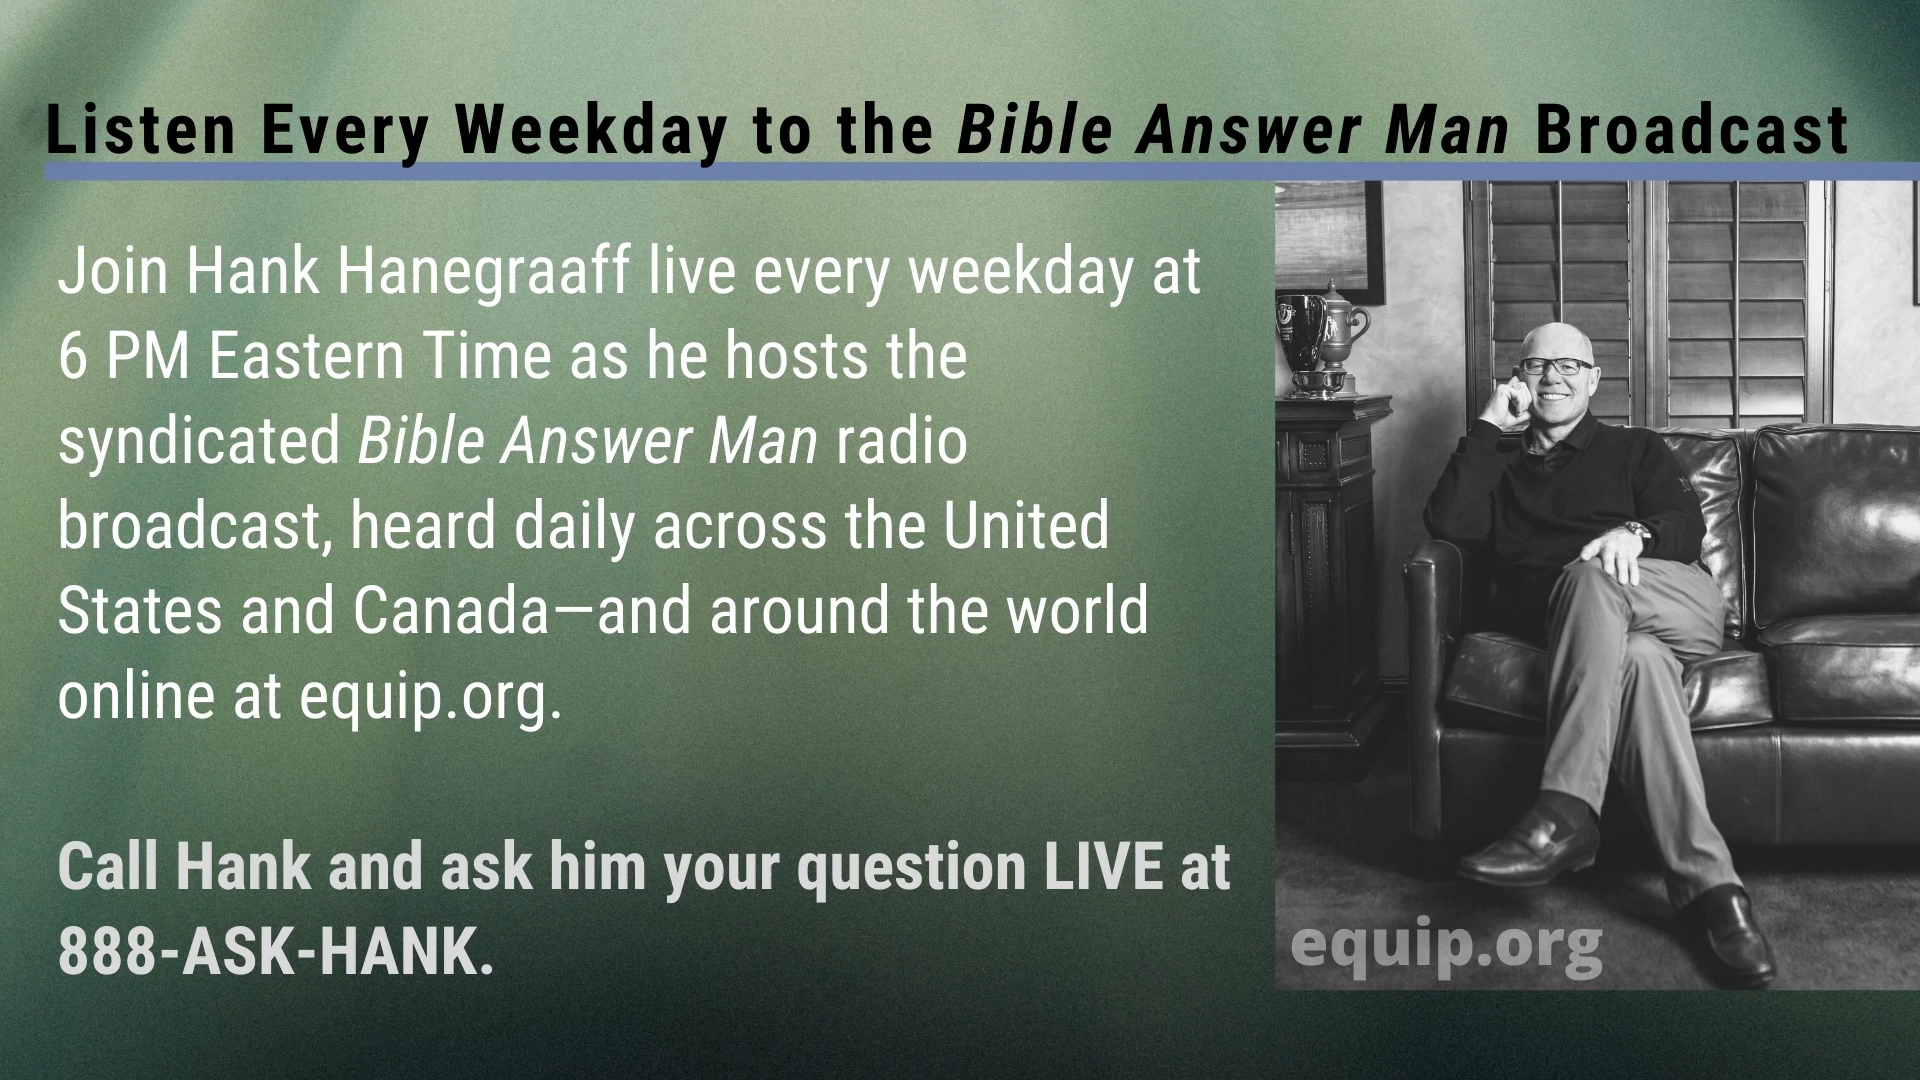 Listen Every Weekday to the Bible Answer Man Broadcast
Join Hank Hanegraaff live every weekday at
6 PM Eastern Time as he hosts the
syndicated Bible Answer Man radio
broadcast, heard daily across the United
States and Canada—and around the world
online at equip.org.
Call Hank and ask him your question LIVE at
888-ASK-HANK.
equip.org